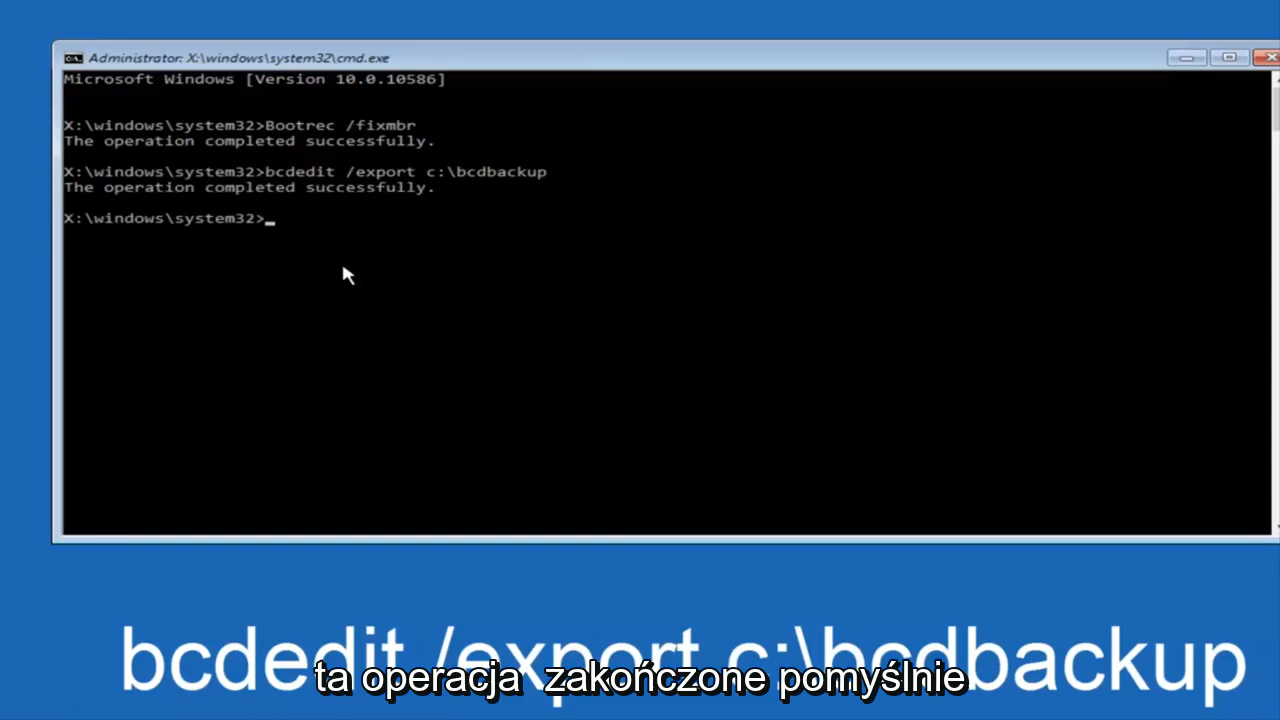 Administrator: X:\windows\system32\cmd.exe
Microsoft Windows [Version 10.0.10586]
X:\windows\system32>Bootrec /fixmbr
The operation completed successfully.
X:\windows\system32>bcdedit /export c:\bcdbackup
The operation completed successfully.
X:\windows\system32>_
bcdedit /export c:\bcdbackup
ta operacja zakończone pomyślnie